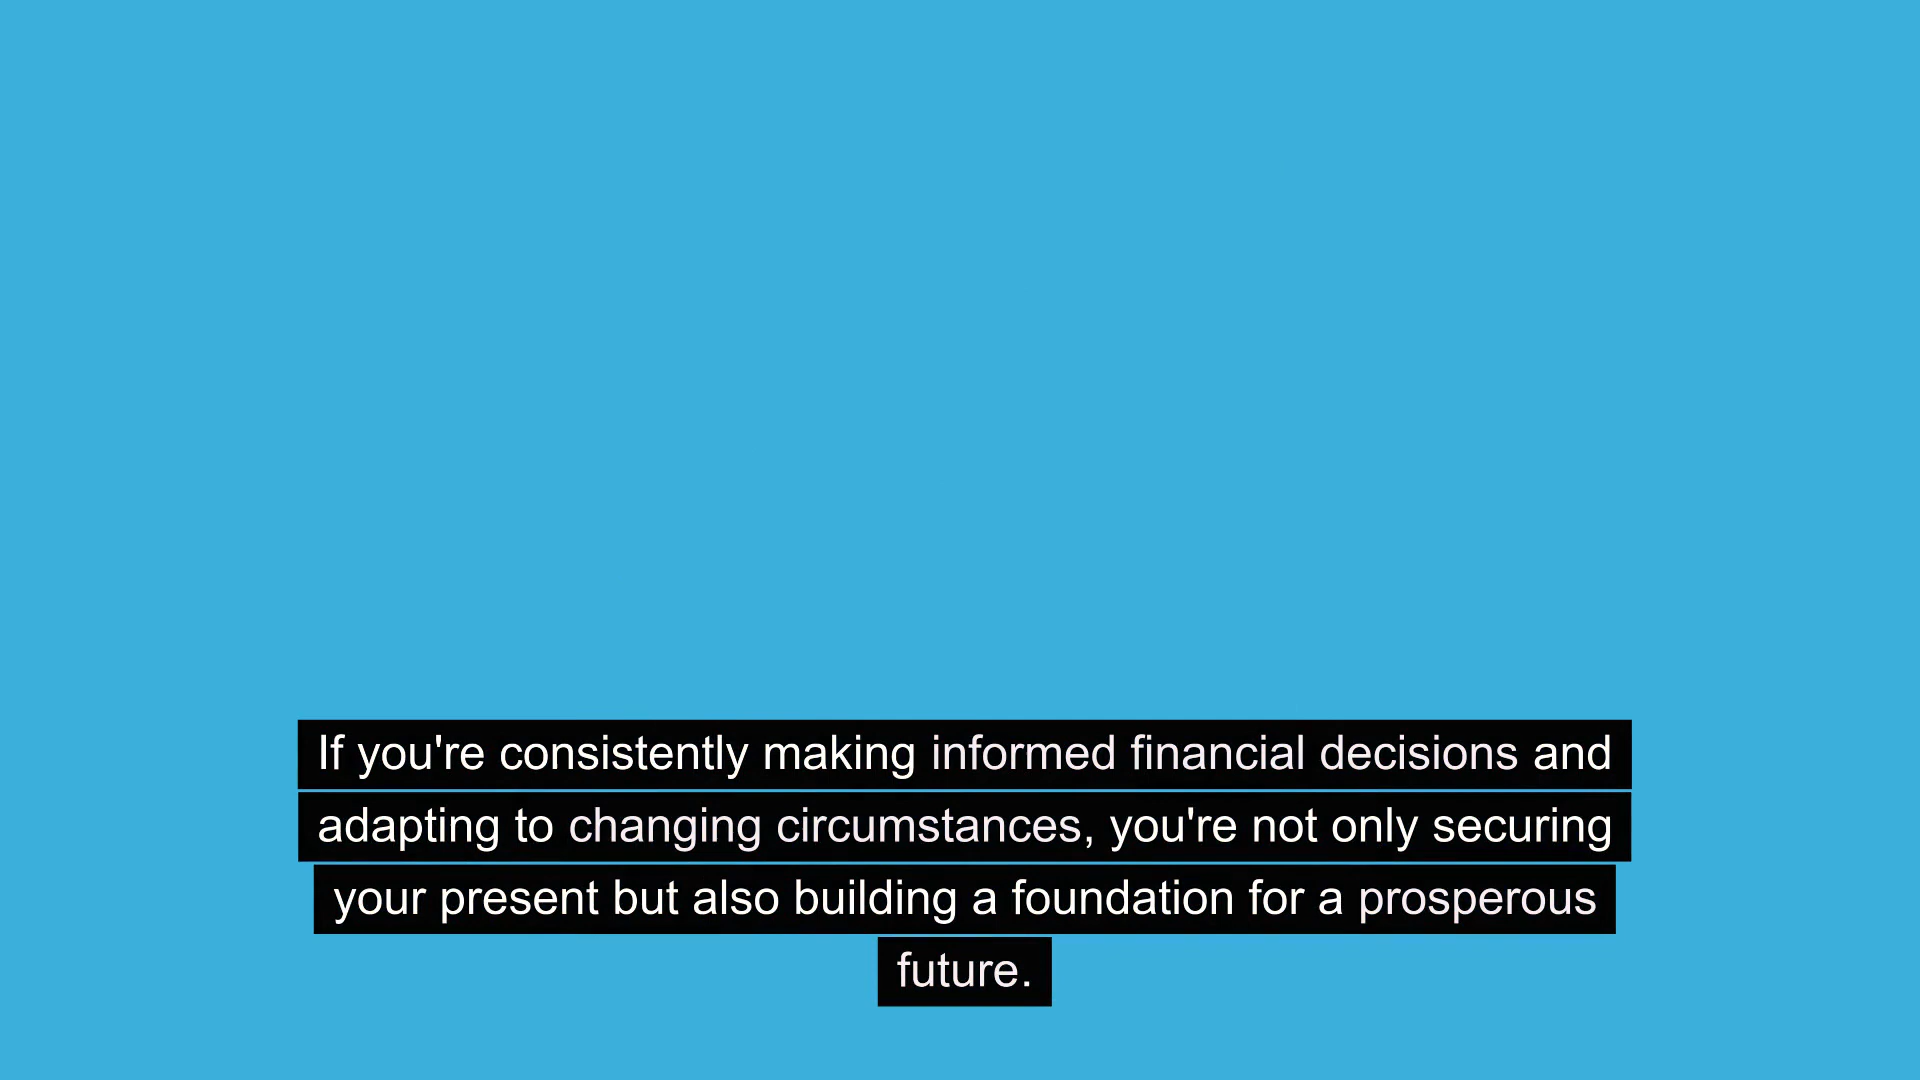 If you're consistently making informed financial decisions and
adapting to changing circumstances, you're not only securing
your present but also building a foundation for a prosperous
future.